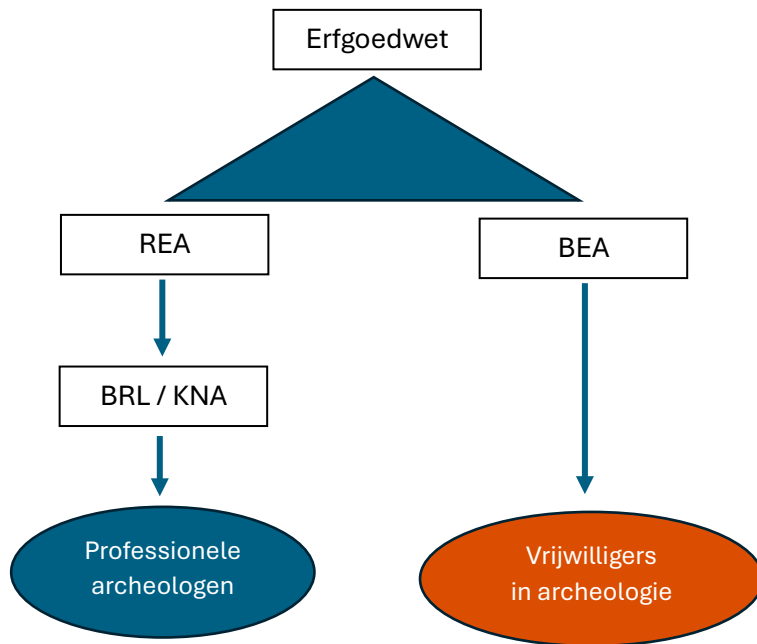 Erfgoedwet
REA
BEA
BRL / KNA
Professionele
archeologen
Vrijwilligers
in archeologie